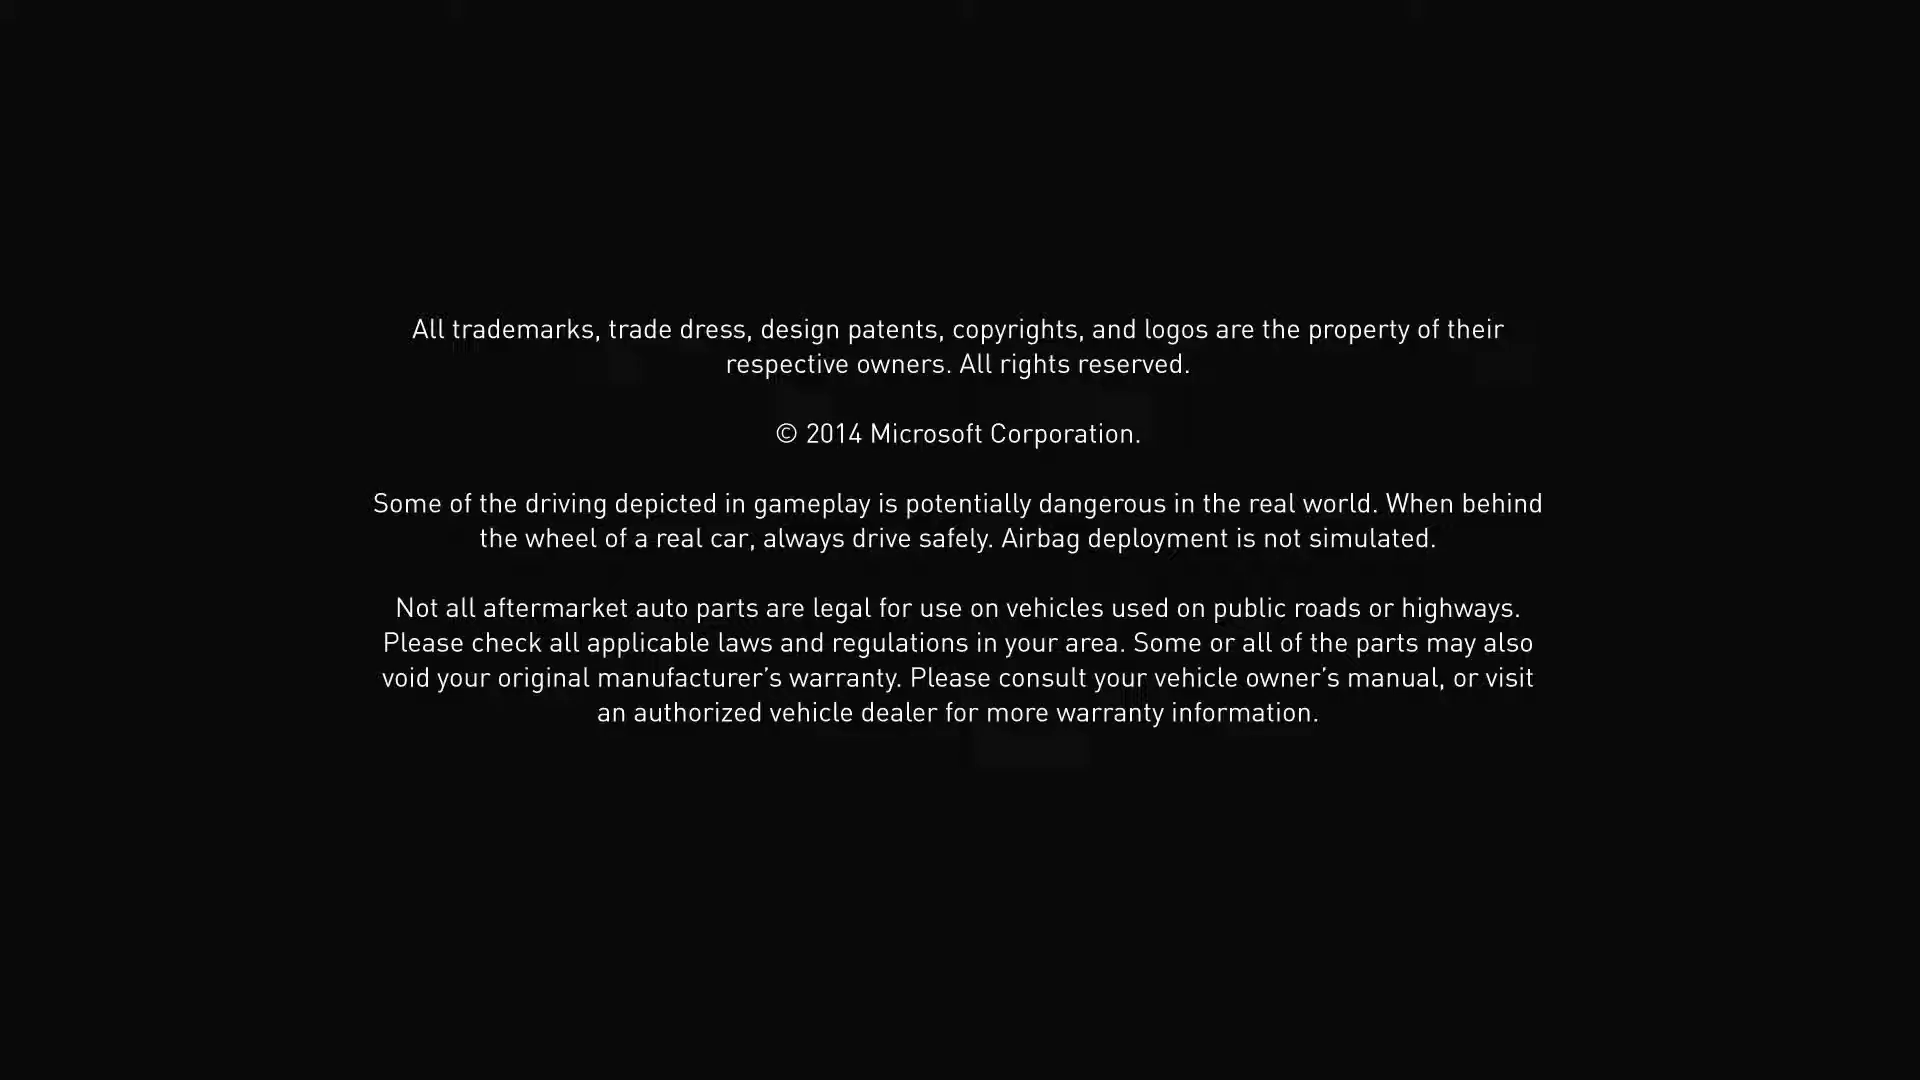 All trademarks, trade dress, design patents, copyrights, and logos are the property of their
respective owners. All rights reserved.
© 2014 Microsoft Corporation.
Some of the driving depicted in gameplay is potentially dangerous in the real world. When behind
the wheel of a real car, always drive safely. Airbag deployment is not simulated.
Not all aftermarket auto parts are legal for use on vehicles used on public roads or highways.
Please check all applicable laws and regulations in your area. Some or all of the parts may also
void your original manufacturer’s warranty. Please consult your vehicle owner’s manual, or visit
an authorized vehicle dealer for more warranty information.